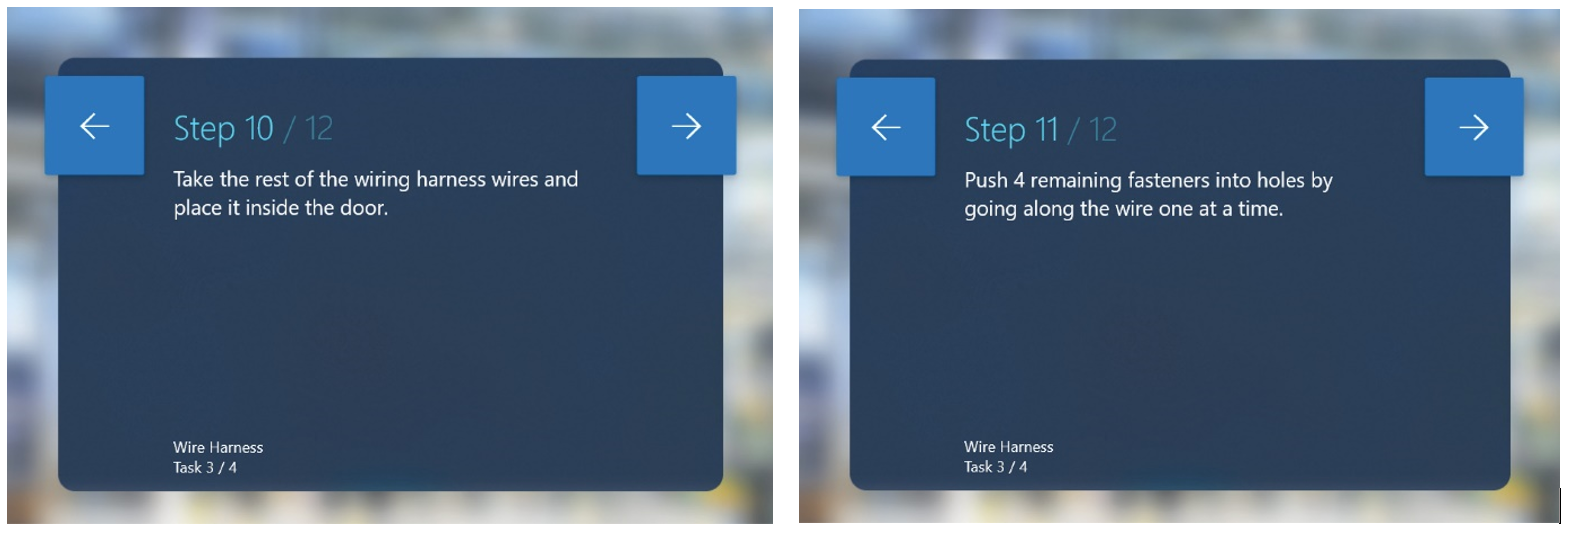 Step 10 / 12
Take the rest of the wiring harness wires and
place it inside the door.
Wire Harness
Task 3 / 4
Step 11 / 12
Push 4 remaining fasteners into holes by
going along the wire one at a time.
Wire Harness
Task 3 / 4